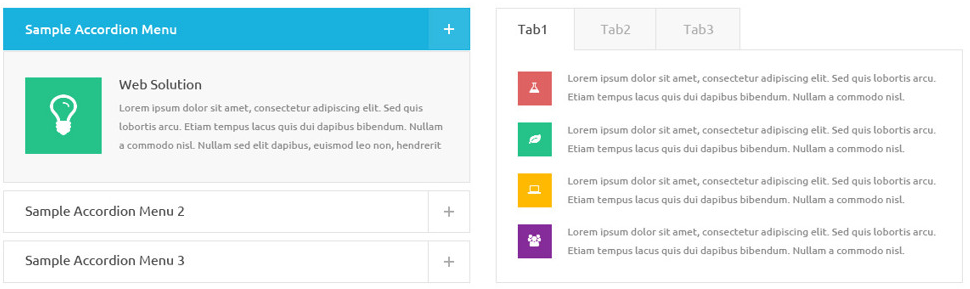 Sample Accordion Menu
Web Solution
Lorem ipsum dolor sit amet, consectetur adipiscing elit. Sed quis
lobortis arcu. Etiam tempus lacus quis dui dapibus bibendum. Nullam
a commodo nisl. Nullam sed elit dapibus, euismod leo non, hendrerit
Sample Accordion Menu 2
Sample Accordion Menu 3
Tab1
Tab2
Tab3
Lorem ipsum dolor sit amet, consectetur adipiscing elit. Sed quis lobortis arcu.
Etiam tempus lacus quis dui dapibus bibendum. Nullam a commodo nisl.
Lorem ipsum dolor sit amet, consectetur adipiscing elit. Sed quis lobortis arcu.
Etiam tempus lacus quis dui dapibus bibendum. Nullam a commodo nisl.
Lorem ipsum dolor sit amet, consectetur adipiscing elit. Sed quis lobortis arcu.
Etiam tempus lacus quis dui dapibus bibendum. Nullam a commodo nisl.
Lorem ipsum dolor sit amet, consectetur adipiscing elit. Sed quis lobortis arcu.
Etiam tempus lacus quis dui dapibus bibendum. Nullam a commodo nisl.